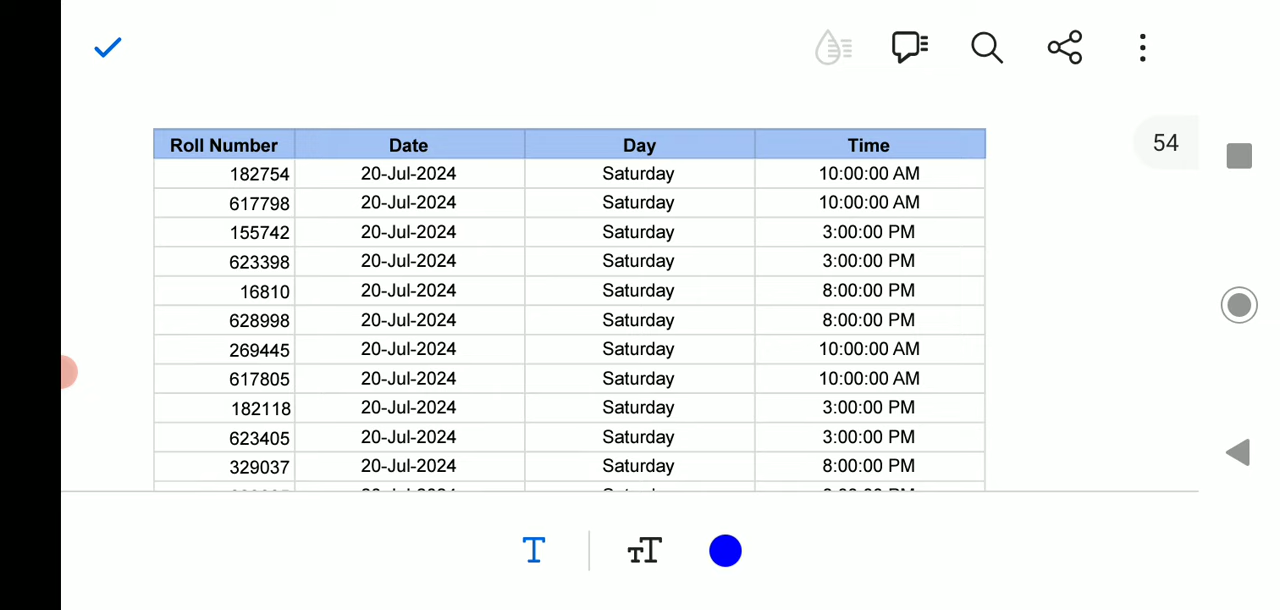 54
Roll Number Date Day Time
182754 20-Jul-2024 Saturday 10:00:00 AM
617798 20-Jul-2024 Saturday 10:00:00 AM
155742 20-Jul-2024 Saturday 3:00:00 PM
623398 20-Jul-2024 Saturday 3:00:00 PM
16810 20-Jul-2024 Saturday 8:00:00 PM
628998 20-Jul-2024 Saturday 8:00:00 PM
269445 20-Jul-2024 Saturday 10:00:00 AM
617805 20-Jul-2024 Saturday 10:00:00 AM
182118 20-Jul-2024 Saturday 3:00:00 PM
623405 20-Jul-2024 Saturday 3:00:00 PM
329037 20-Jul-2024 Saturday 8:00:00 PM
T TT